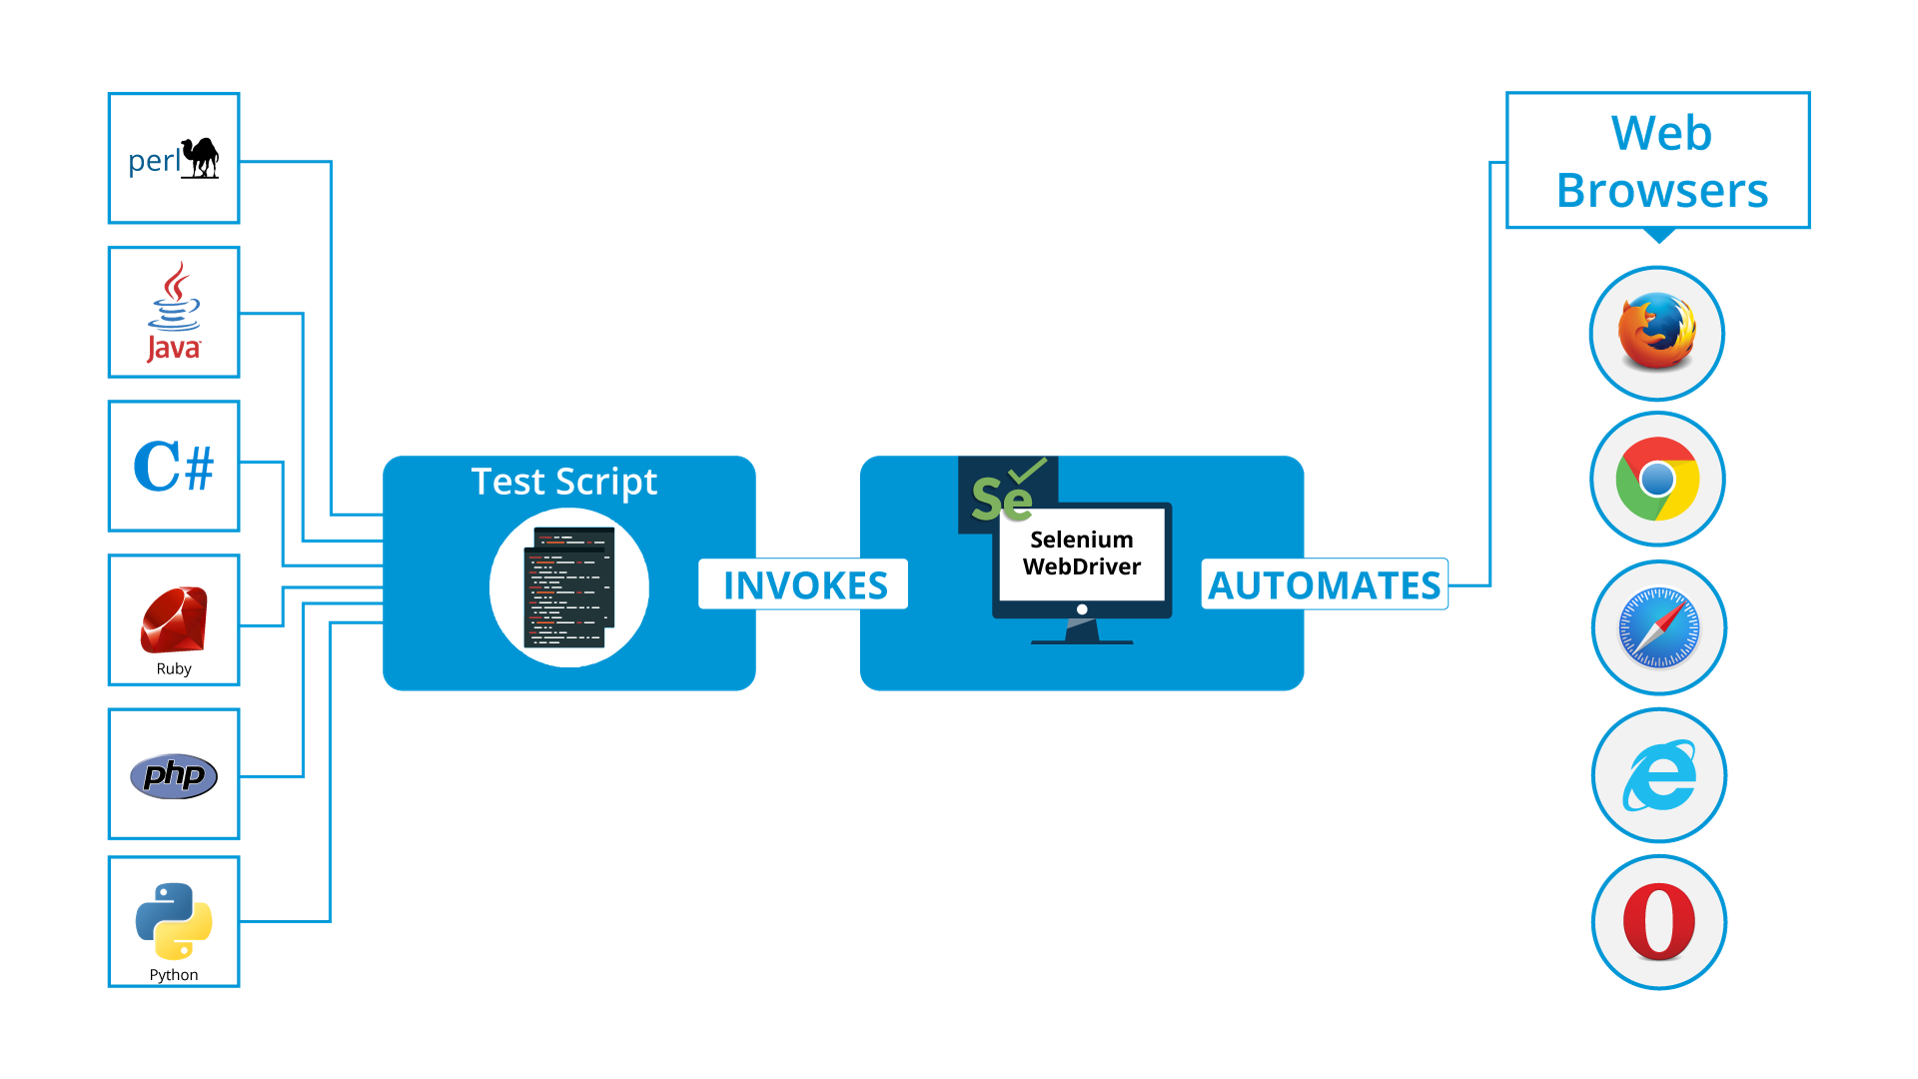 perl
Java
C#
Ruby
php
Python
Test Script
INVOKES
Se
Selenium
WebDriver
AUTOMATES
Web
Browsers